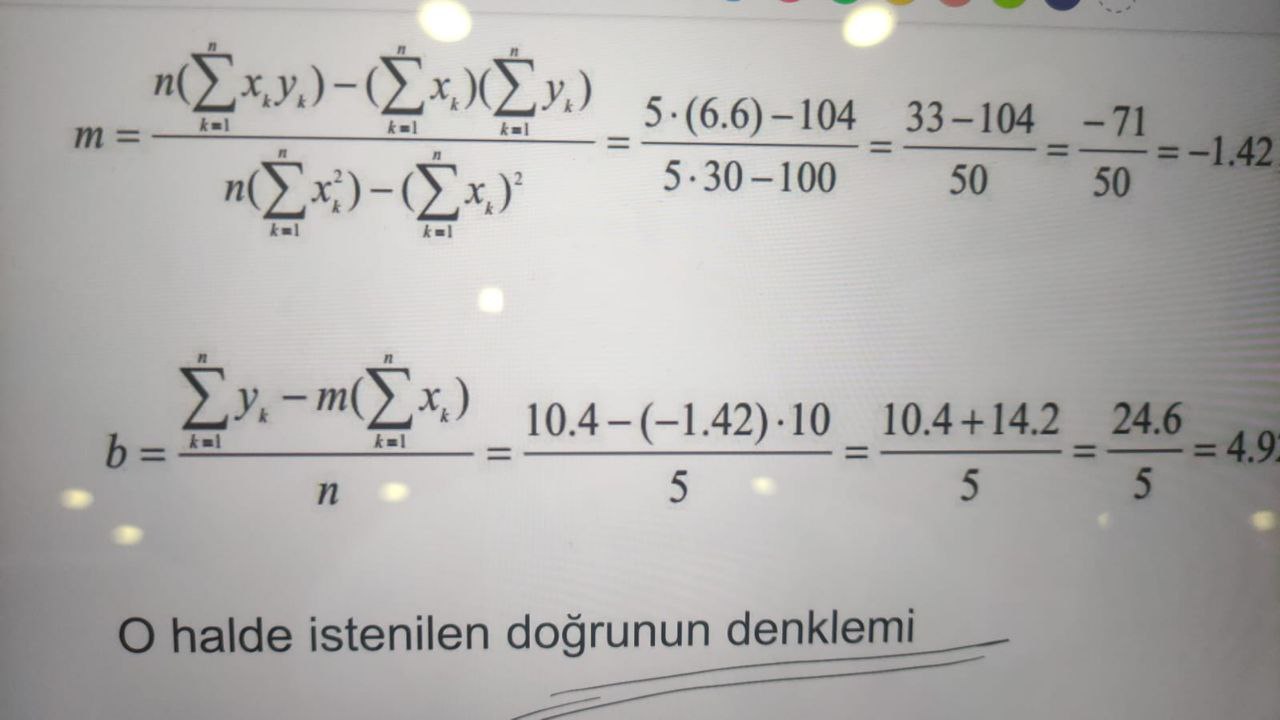 m = \frac{n(\sum_{k=1}^{n} x_k y_k) - (\sum_{k=1}^{n} x_k)(\sum_{k=1}^{n} y_k)}{n(\sum_{k=1}^{n} x_k^2) - (\sum_{k=1}^{n} x_k)^2} = \frac{5 \cdot (6.6) - 104}{5 \cdot 30 - 100} = \frac{33 - 104}{50} = \frac{-71}{50} = -1.42
b = \frac{\sum_{k=1}^{n} y_k - m(\sum_{k=1}^{n} x_k)}{n} = \frac{10.4 - (-1.42) \cdot 10}{5} = \frac{10.4 + 14.2}{5} = \frac{24.6}{5} = 4.9
O halde istenilen doğrunun denklemi